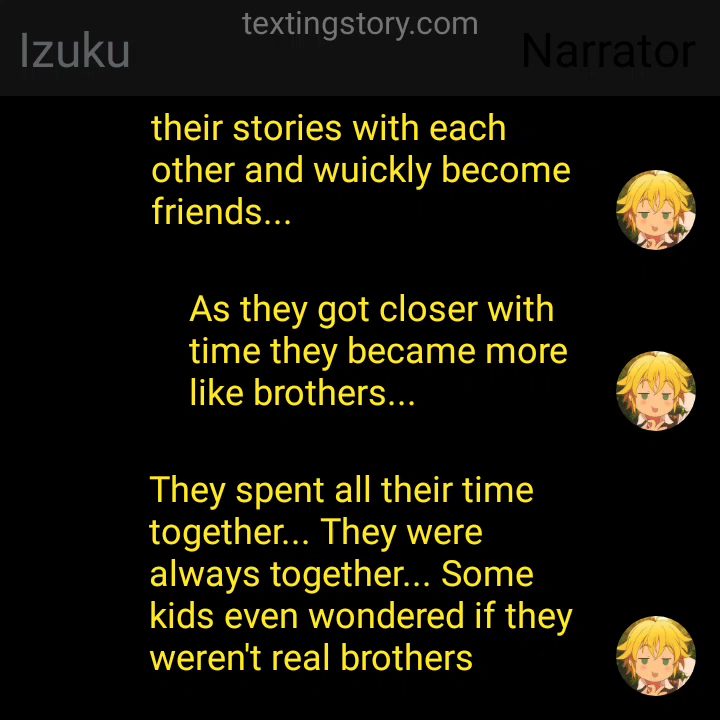 textingstory.com
Izuku
Narrator
their stories with each
other and wuickly become
friends...
As they got closer with
time they became more
like brothers...
They spent all their time
together... They were
always together... Some
kids even wondered if they
weren't real brothers